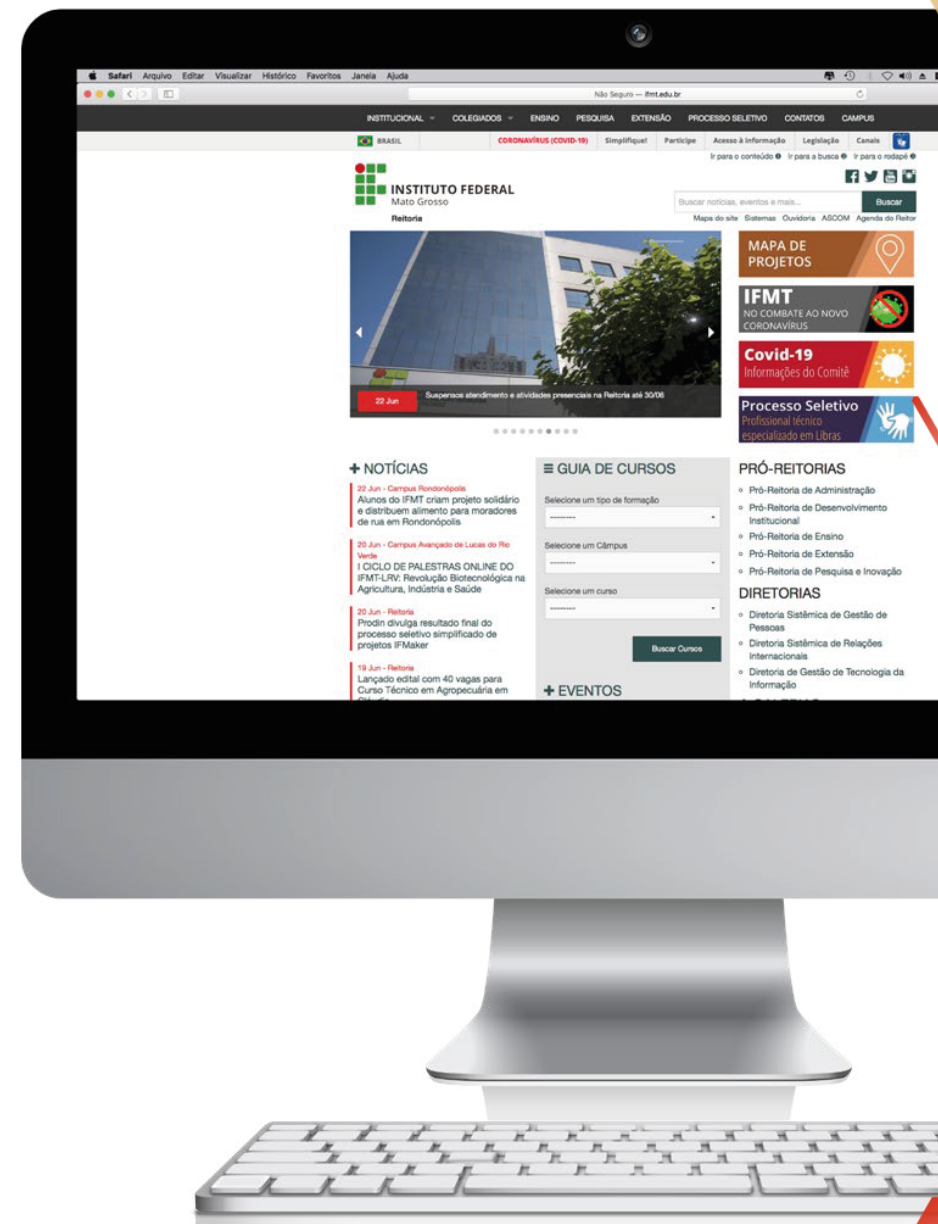 Safari Arquivo Editar Visualizar Histórico Favoritos Janela Ajuda
Não Seguro — ifmt.edu.br
INSTITUCIONAL COLEGIADOS ENSINO PESQUISA EXTENSÃO PROCESSO SELETIVO CONTATOS CAMPUS
BRASIL CORONAVÍRUS (COVID-19) Simplifique! Participe Acesso à informação Legislação Canais
Ir para o conteúdo Ir para a busca Ir para o rodapé
INSTITUTO FEDERAL
Mato Grosso
Reitoria
Buscar notícias, eventos e mais... Buscar
Mapa do site Sistemas Ouvidoria ASCOM Agenda do Reitor
22 Jun Suspensos atendimento e atividades presenciais na Reitoria até 30/06
MAPA DE
PROJETOS
IFMT
NO COMBATE AO NOVO
CORONAVÍRUS
Covid-19
Informações do Comitê
Processo Seletivo
Profissional técnico
especializado em Libras
+ NOTÍCIAS
22 Jun - Campus Rondonópolis
Alunos do IFMT criam projeto solidário
e distribuem alimento para moradores
de rua em Rondonópolis
20 Jun - Campus Avançado de Lucas do Rio
Verde
I CICLO DE PALESTRAS ONLINE DO
IFMT-LRV: Revolução Biotecnológica na
Agricultura, Indústria e Saúde
20 Jun - Reitoria
Prodin divulga resultado final do
processo seletivo simplificado de
projetos IFMaker
19 Jun - Reitoria
Lançado edital com 40 vagas para
Curso Técnico em Agropecuária em
GUIA DE CURSOS
Selecione um tipo de formação
---------
Selecione um Câmpus
---------
Selecione um curso
---------
Buscar Cursos
+ EVENTOS
PRÓ-REITORIAS
Pró-Reitoria de Administração
Pró-Reitoria de Desenvolvimento
Institucional
Pró-Reitoria de Ensino
Pró-Reitoria de Extensão
Pró-Reitoria de Pesquisa e Inovação
DIRETORIAS
Diretoria Sistêmica de Gestão de
Pessoas
Diretoria Sistêmica de Relações
Internacionais
Diretoria de Gestão de Tecnologia da
Informação